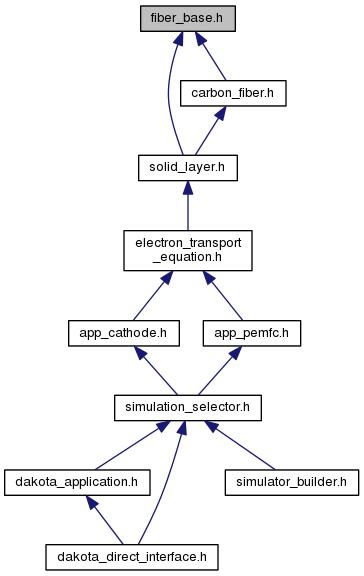 fiber_base.h
carbon_fiber.h
solid_layer.h
electron_transport
_equation.h
app_cathode.h
app_pemfc.h
simulation_selector.h
dakota_application.h
simulator_builder.h
dakota_direct_interface.h